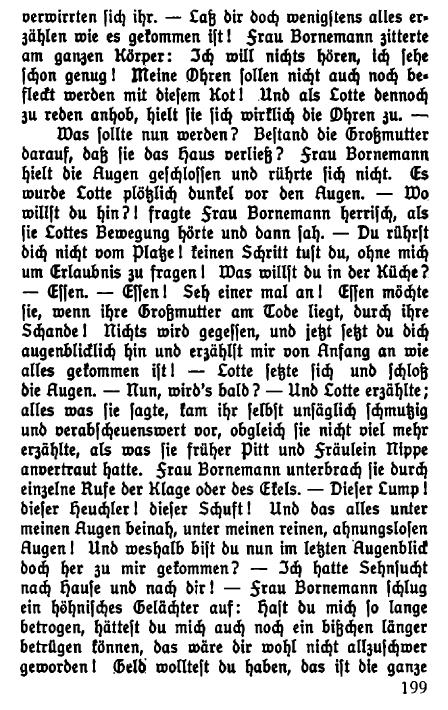 verwirrten sich ihr. — Laß dir doch wenigstens alles er-
zählen wie es gekommen ist! Frau Bornemann zitterte
am ganzen Körper: Ich will nichts hören, ich sehe
schon genug! Meine Ohren sollen nicht auch noch be-
fleckt werden mit diesem Kot! Und als Lotte dennoch
zu reden anhob, hielt sie sich wirklich die Ohren zu. —
Was sollte nun werden? Bestand die Großmutter
darauf, daß sie das Haus verließ? Frau Bornemann
hielt die Augen geschlossen und rührte sich nicht. Es
wurde Lotte plötzlich dunkel vor den Augen. — Wo
willst du hin?! fragte Frau Bornemann herrisch, als
sie Lottes Bewegung hörte und dann sah. — Du rührst
dich nicht vom Platze! keinen Schritt tust du, ohne mich
um Erlaubnis zu fragen! Was willst du in der Küche?
— Essen. — Essen! Seh einer mal an! Essen möchte
sie, wenn ihre Großmutter am Tode liegt, durch ihre
Schande! Nichts wird gegessen, und jetzt setzt du dich
augenblicklich hin und erzählst mir von Anfang an wie
alles gekommen ist! — Lotte setzte sich und schloß
die Augen. — Nun, wird's bald? — Und Lotte erzählte;
alles was sie sagte, kam ihr selbst unsäglich schmutzig
und verabscheuenswert vor, obgleich sie nicht viel mehr
erzählte, als was sie früher Pitt und Fräulein Nippe
anvertraut hatte. Frau Bornemann unterbrach sie durch
einzelne Rufe der Klage oder des Ekels. — Dieser Lump!
dieser Heuchler! dieser Schuft! Und das alles unter
meinen Augen beinah, unter meinen reinen, ahnungslosen
Augen! Und weshalb bist du nun im letzten Augenblick
doch her zu mir gekommen? — Ich hatte Sehnsucht
nach Hause und nach dir! — Frau Bornemann schlug
ein höhnisches Gelächter auf: Hast du mich so lange
betrogen, hättest du mich auch noch ein bißchen länger
betrügen können, das wäre dir wohl nicht allzuschwer
geworden! Geld wolltest du haben, das ist die ganze
199